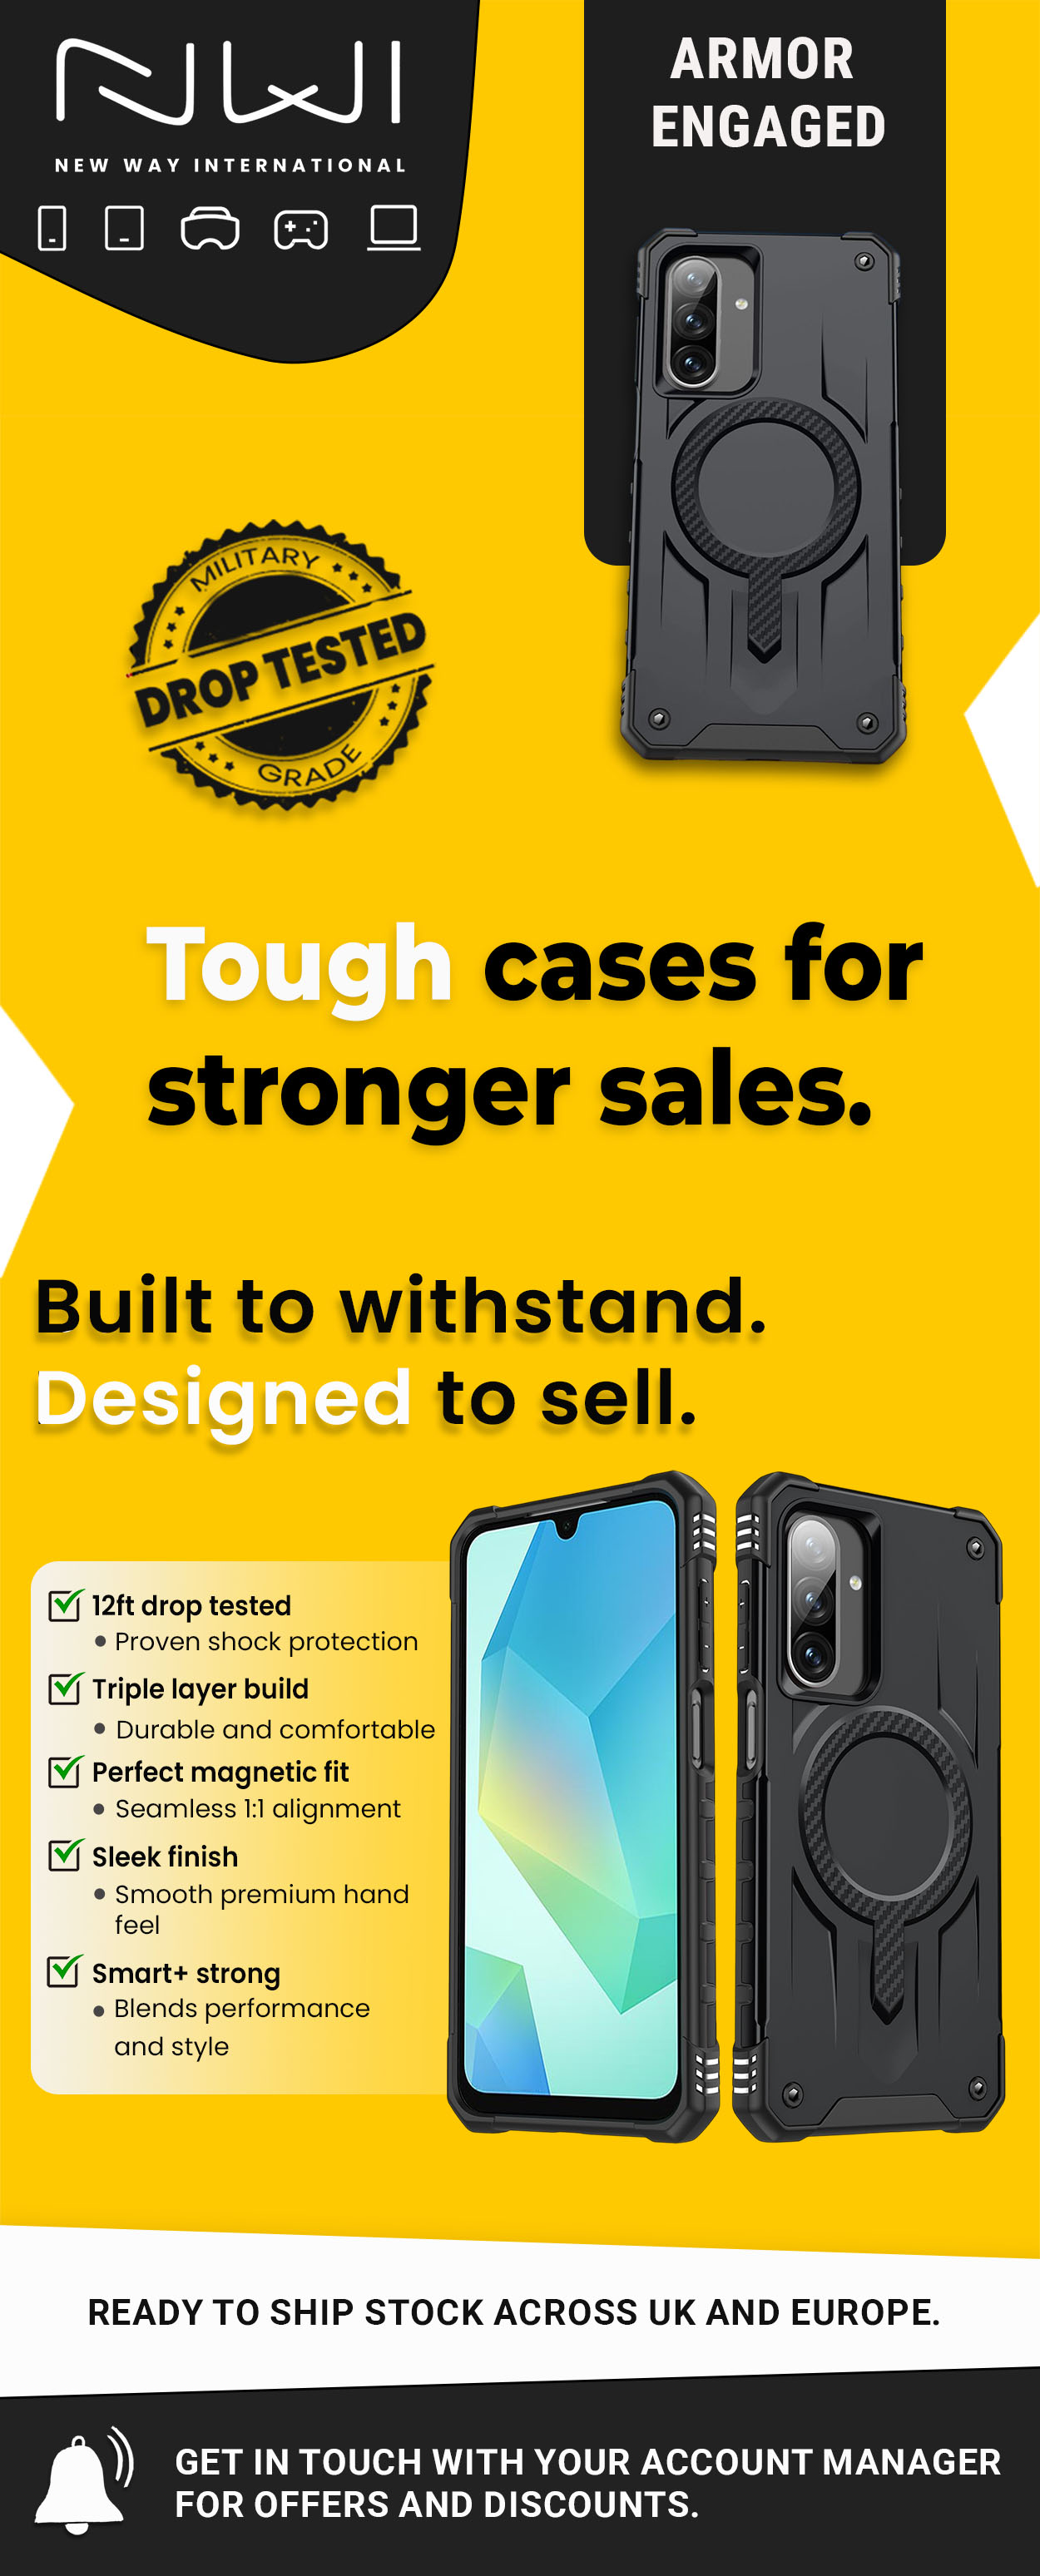 NWI
NEW WAY INTERNATIONAL
ARMOR
ENGAGED
MILITARY
DROP TESTED
GRADE
Tough cases for
stronger sales.
Built to withstand.
Designed to sell.
12ft drop tested
• Proven shock protection
Triple layer build
• Durable and comfortable
Perfect magnetic fit
• Seamless 1:1 alignment
Sleek finish
• Smooth premium hand
feel
Smart+ strong
• Blends performance
and style
READY TO SHIP STOCK ACROSS UK AND EUROPE.
GET IN TOUCH WITH YOUR ACCOUNT MANAGER
FOR OFFERS AND DISCOUNTS.